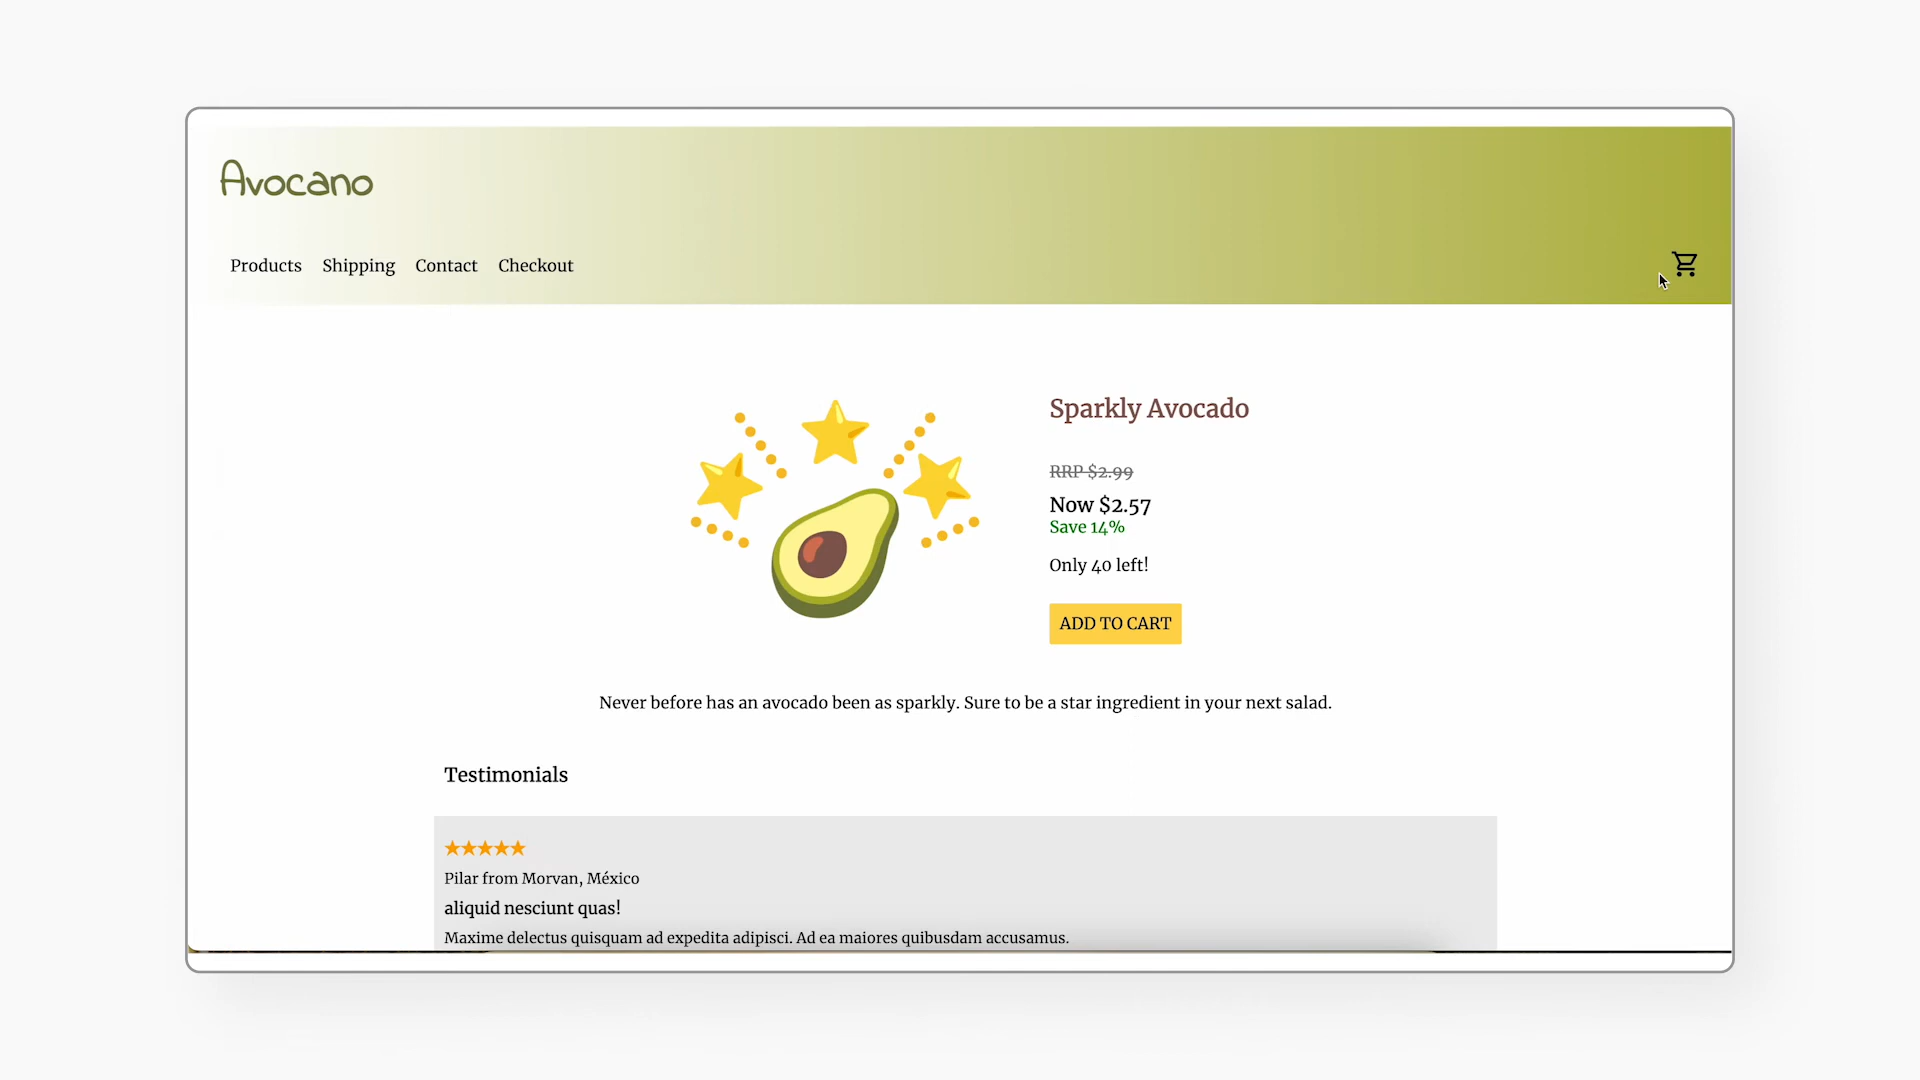 Avocano
Products Shipping Contact Checkout
Sparkly Avocado
RRP $2.99
Now $2.57
Save 14%
Only 40 left!
ADD TO CART
Never before has an avocado been as sparkly. Sure to be a star ingredient in your next salad.
Testimonials
★★★★★
Pilar from Morvan, México
aliquid nesciunt quas!
Maxime delectus quisquam ad expedita adipisci. Ad ea maiores quibusdam accusamus.